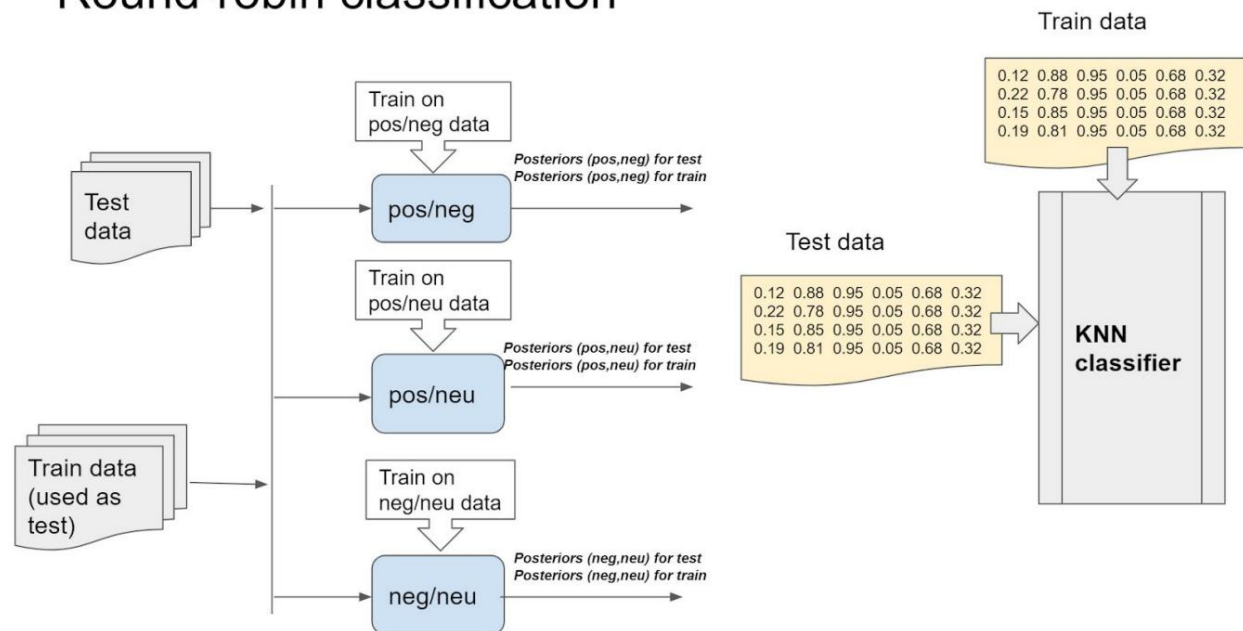 Round robin classification
Train data
0.12 0.88 0.95 0.05 0.68 0.32
0.22 0.78 0.95 0.05 0.68 0.32
0.15 0.85 0.95 0.05 0.68 0.32
0.19 0.81 0.95 0.05 0.68 0.32
Train on
pos/neg data
Posteriors (pos,neg) for test
Posteriors (pos,neg) for train
Test
data
pos/neg
Test data
0.12 0.88 0.95 0.05 0.68 0.32
0.22 0.78 0.95 0.05 0.68 0.32
0.15 0.85 0.95 0.05 0.68 0.32
0.19 0.81 0.95 0.05 0.68 0.32
KNN
classifier
Train on
pos/neu data
Posteriors (pos,neu) for test
Posteriors (pos,neu) for train
pos/neu
Train data
(used as
test)
Train on
neg/neu data
Posteriors (neg,neu) for test
Posteriors (neg,neu) for train
neg/neu